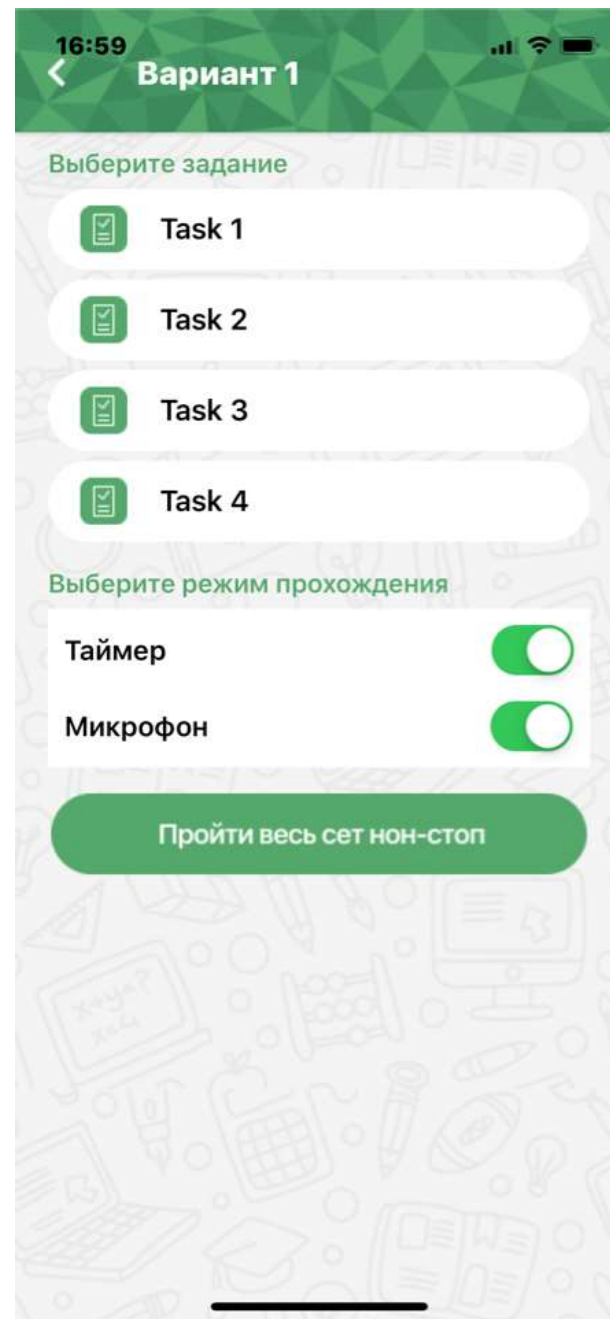 16:59
Вариант 1
Выберите задание
Task 1
Task 2
Task 3
Task 4
Выберите режим прохождения
Таймер
Микрофон
Пройти весь сет нон-стоп